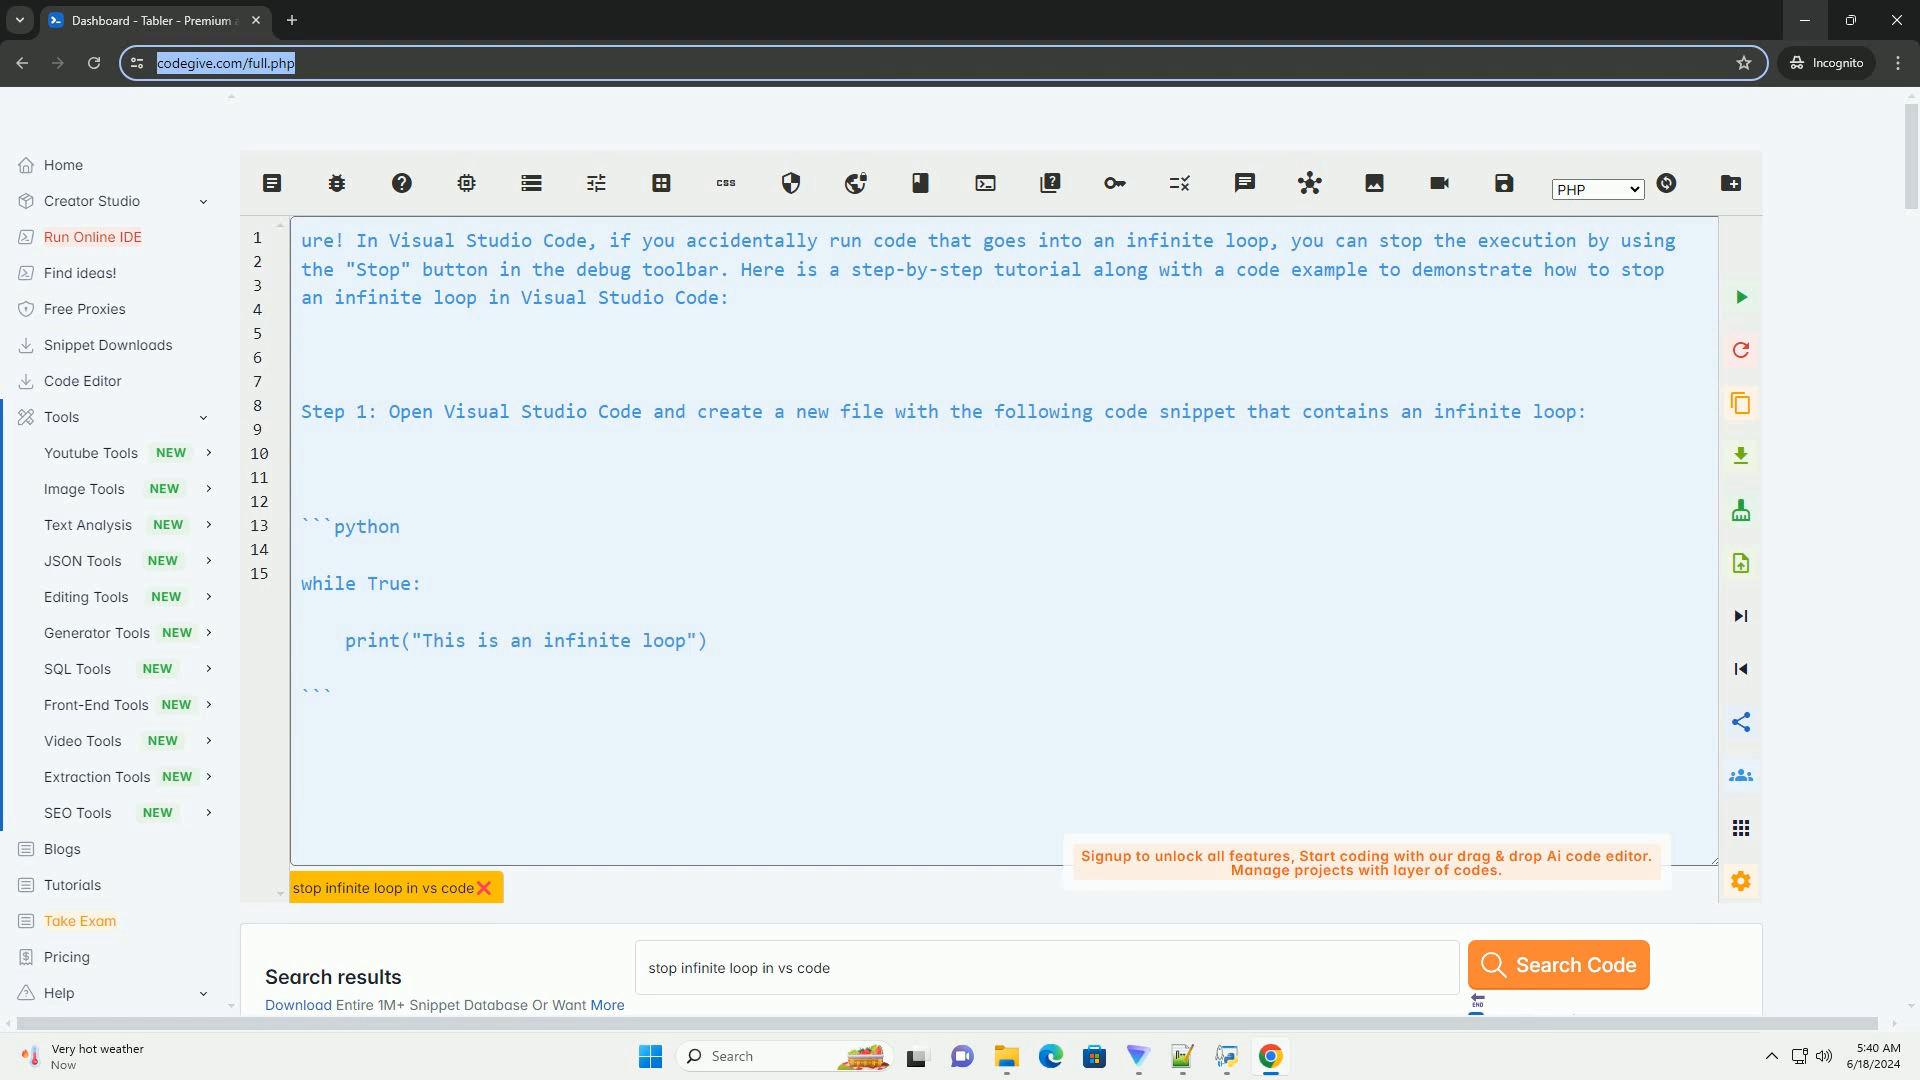 Dashboard - Tabler - Premium
codegive.com/full.php
Incognito
Home
Creator Studio
Run Online IDE
Find ideas!
Free Proxies
Snippet Downloads
Code Editor
Tools
Youtube Tools NEW
Image Tools NEW
Text Analysis NEW
JSON Tools NEW
Editing Tools NEW
Generator Tools NEW
SQL Tools NEW
Front-End Tools NEW
Video Tools NEW
Extraction Tools NEW
SEO Tools NEW
Blogs
Tutorials
Take Exam
Pricing
Help
css
PHP
1
2
3
4
5
6
7
8
9
10
11
12
13
14
15
ure! In Visual Studio Code, if you accidentally run code that goes into an infinite loop, you can stop the execution by using
the "Stop" button in the debug toolbar. Here is a step-by-step tutorial along with a code example to demonstrate how to stop
an infinite loop in Visual Studio Code:
Step 1: Open Visual Studio Code and create a new file with the following code snippet that contains an infinite loop:
```python
while True:
    print("This is an infinite loop")
```
Signup to unlock all features, Start coding with our drag & drop Ai code editor.
Manage projects with layer of codes.
stop infinite loop in vs code
Search results
Download Entire 1M+ Snippet Database Or Want More
stop infinite loop in vs code
Search Code
END
Very hot weather
Now
Search
5:40 AM
6/18/2024